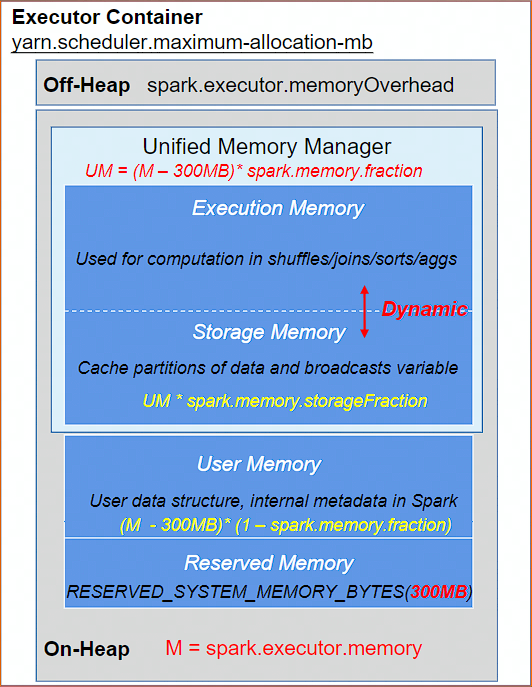 Executor Container
yarn.scheduler.maximum-allocation-mb
Off-Heap spark.executor.memoryOverhead
Unified Memory Manager
UM = (M – 300MB)* spark.memory.fraction
Execution Memory
Used for computation in shuffles/joins/sorts/aggs
Dynamic
Storage Memory
Cache partitions of data and broadcasts variable
UM * spark.memory.storageFraction
User Memory
User data structure, internal metadata in Spark
(M - 300MB)* (1 – spark.memory.fraction)
Reserved Memory
RESERVED_SYSTEM_MEMORY_BYTES(300MB)
On-Heap M = spark.executor.memory